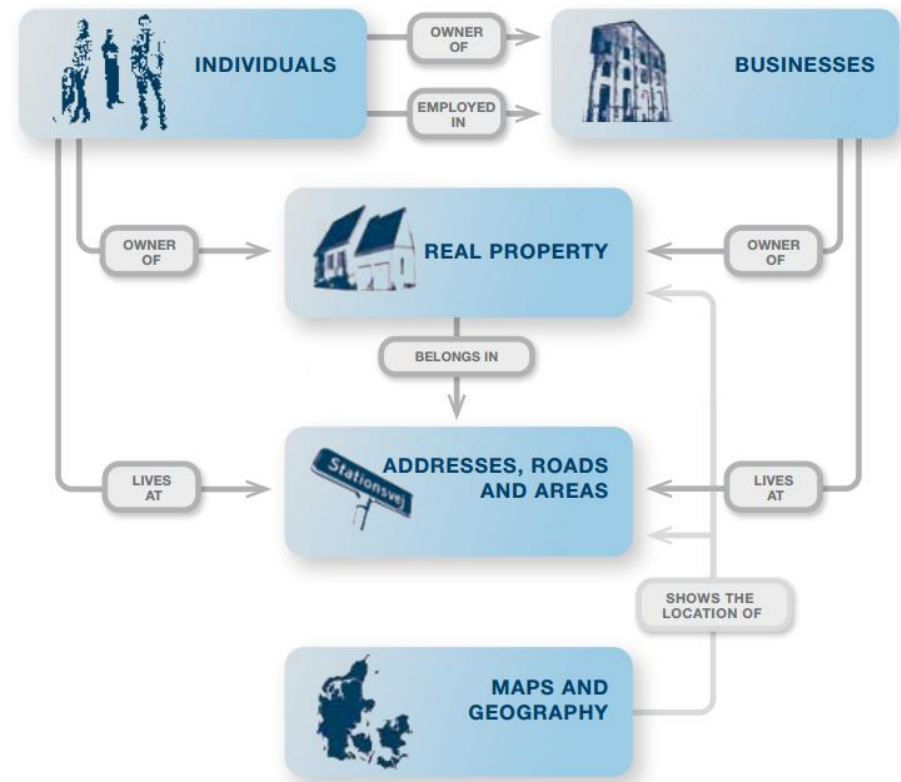 INDIVIDUALS
OWNER
OF
EMPLOYED
IN
BUSINESSES
OWNER
OF
REAL PROPERTY
OWNER
OF
BELONGS IN
LIVES
AT
Stationsvej
ADDRESSES, ROADS
AND AREAS
LIVES
AT
SHOWS THE
LOCATION OF
MAPS AND
GEOGRAPHY